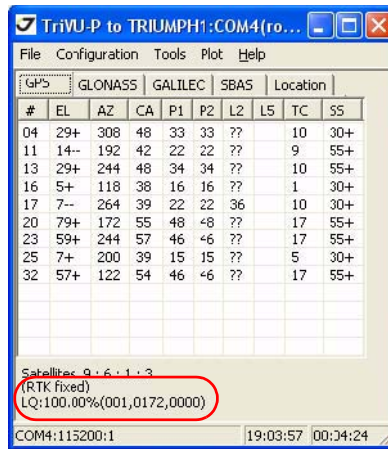 TriVU-P to TRIUMPH1:COM4(ro...
File Configuration Tools Plot Help
GPS GLONASS GALILEC SBAS Location
# EL AZ CA P1 P2 L2 L5 TC SS
04 29+ 308 48 33 33 ?? 10 30+
11 14-- 192 42 22 22 ?? 9 55+
13 29+ 244 48 34 34 ?? 10 55+
16 5+ 118 38 16 16 ?? 1 30+
17 7-- 264 39 22 22 36 10 30+
20 79+ 172 55 48 48 ?? 17 55+
23 59+ 244 57 46 46 ?? 17 55+
25 7+ 200 39 15 15 ?? 5 30+
32 57+ 122 54 46 46 ?? 17 55+
Satellites 9 : 6 : 1 : 3
(RTK fixed)
LQ:100.00%(001,0172,0000)
COM4:115200:1 19:03:57 00:04:24